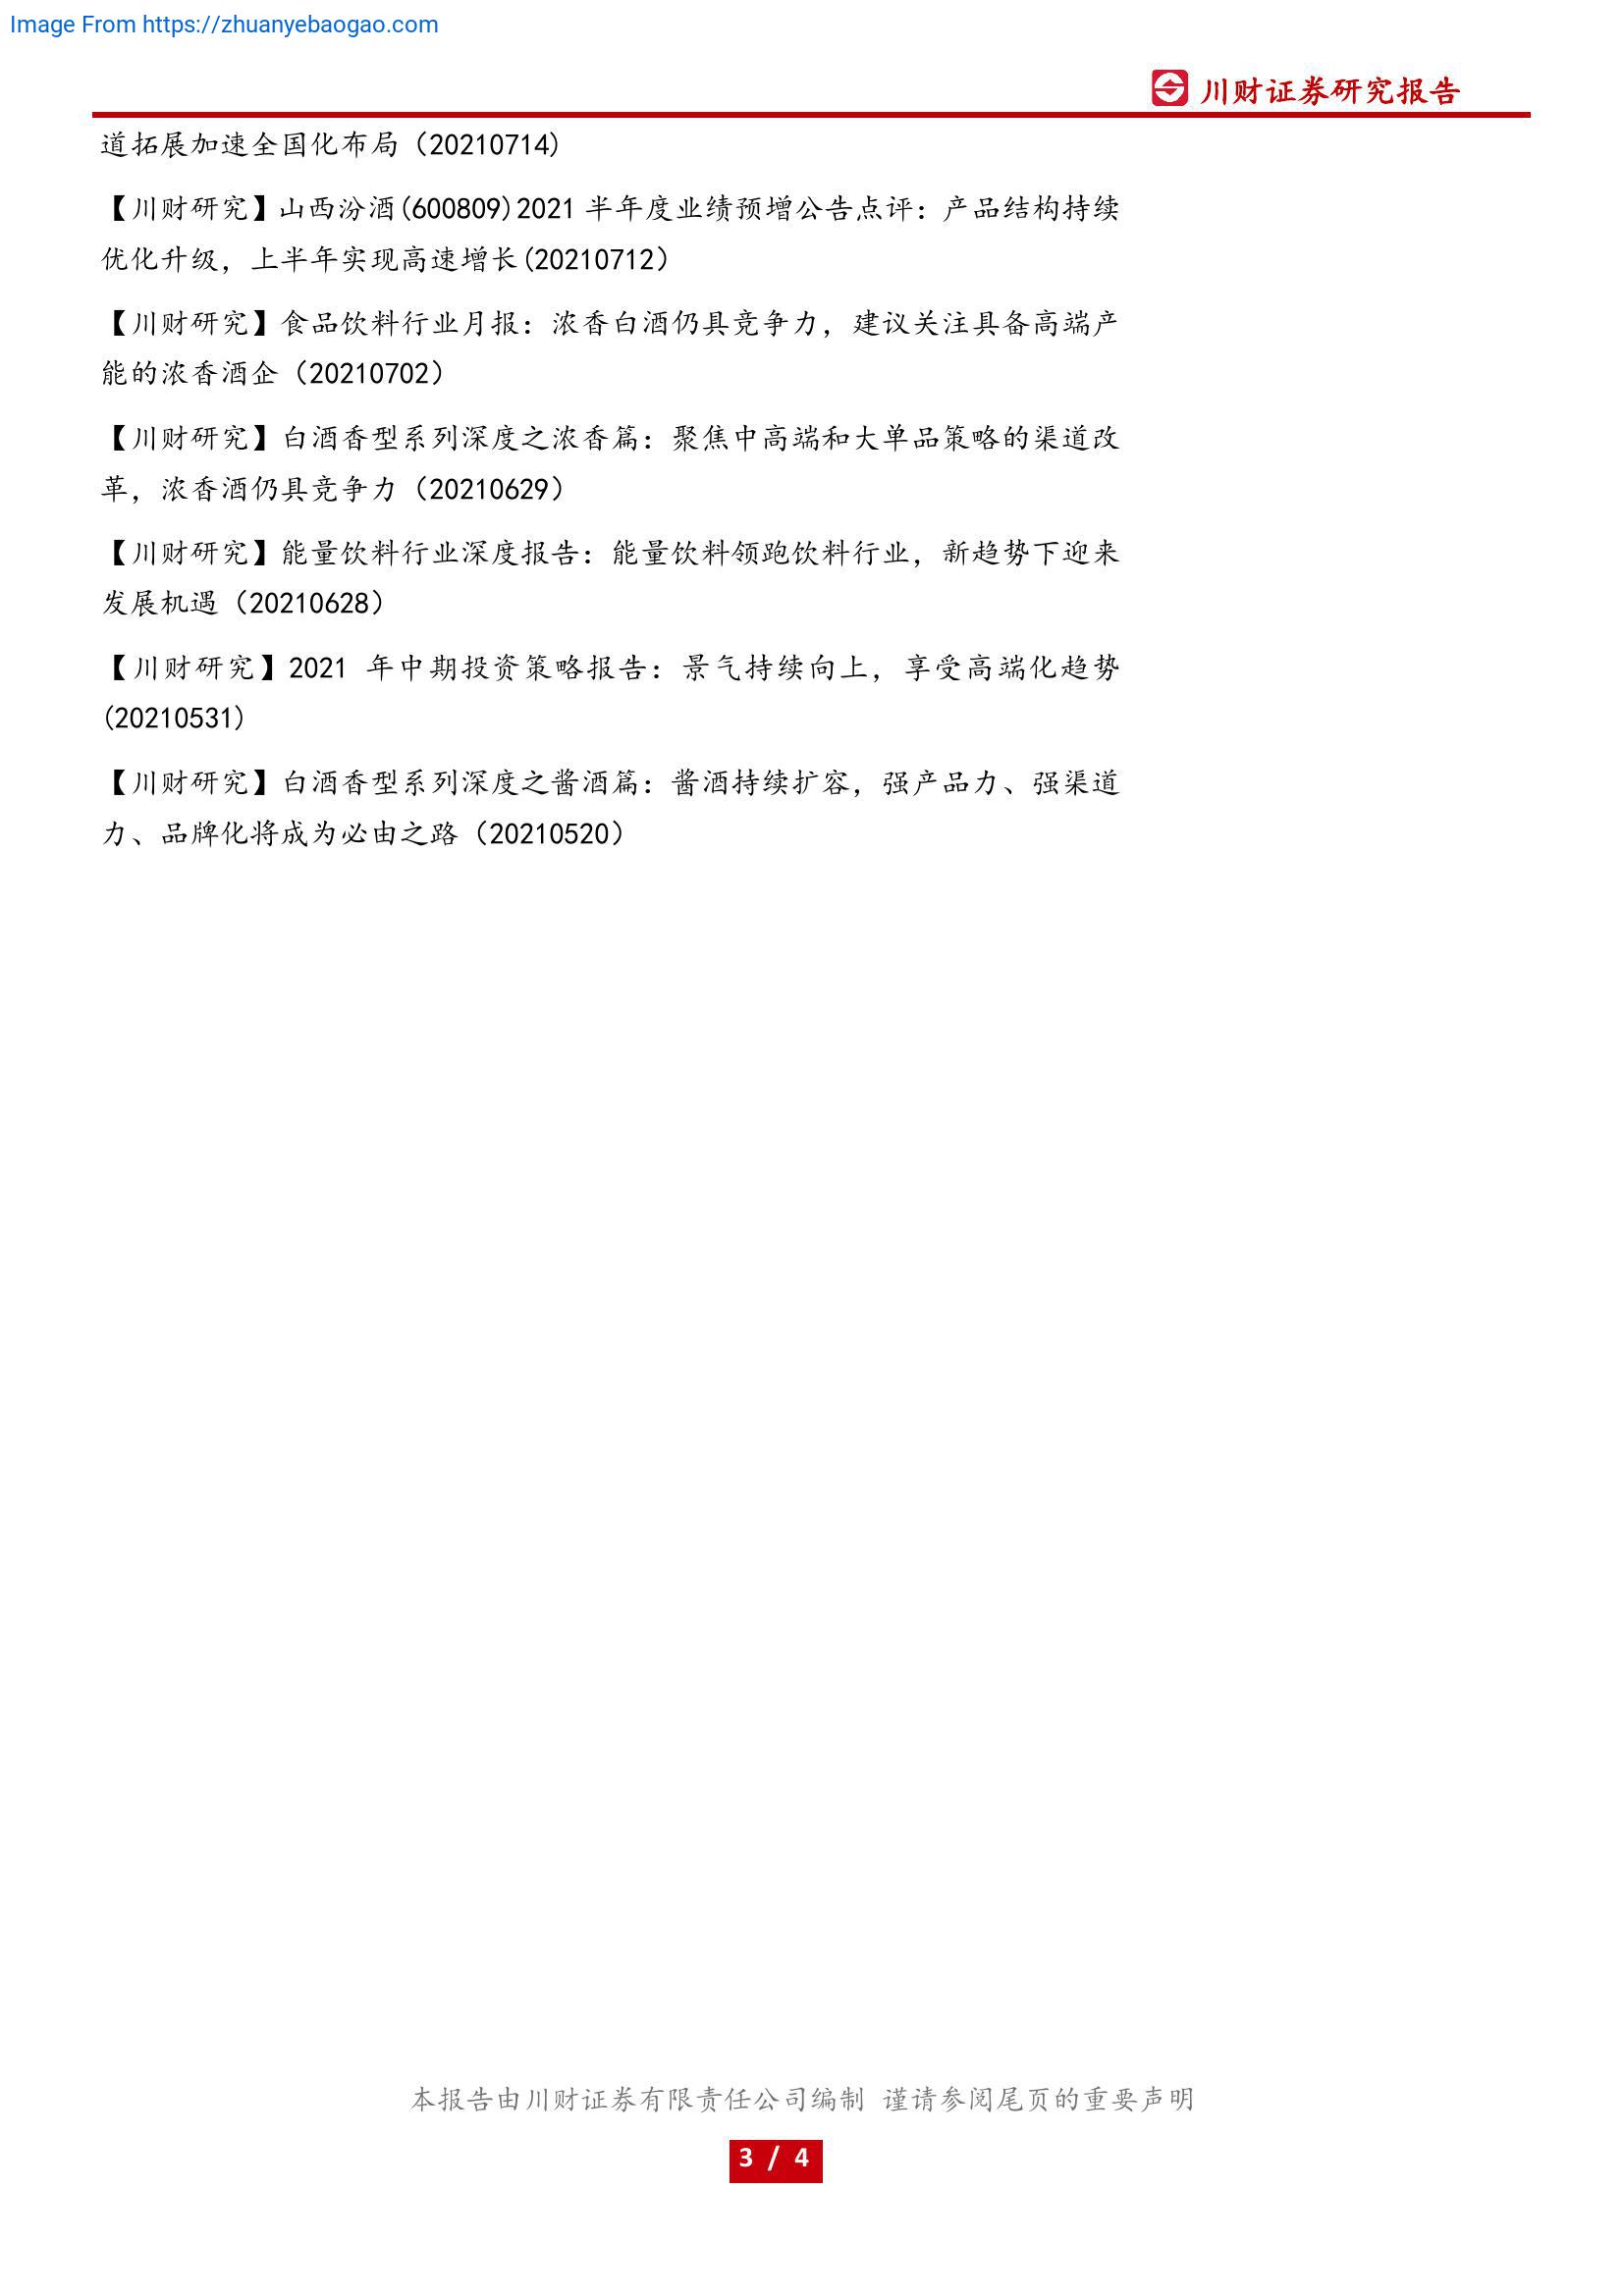 Image From https://zhuanyebaogao.com
川财证券研究报告
道拓展加速全国化布局（20210714)
【川财研究】山西汾酒(600809)2021 半年度业绩预增公告点评：产品结构持续
优化升级，上半年实现高速增长(20210712）
【川财研究】食品饮料行业月报：浓香白酒仍具竞争力，建议关注具备高端产
能的浓香酒企（20210702）
【川财研究】白酒香型系列深度之浓香篇：聚焦中高端和大单品策略的渠道改
革，浓香酒仍具竞争力（20210629）
【川财研究】能量饮料行业深度报告：能量饮料领跑饮料行业，新趋势下迎来
发展机遇（20210628）
【川财研究】2021 年中期投资策略报告：景气持续向上，享受高端化趋势
(20210531)
【川财研究】白酒香型系列深度之酱酒篇：酱酒持续扩容，强产品力、强渠道
力、品牌化将成为必由之路（20210520）
本报告由川财证券有限责任公司编制 谨请参阅尾页的重要声明
3 / 4